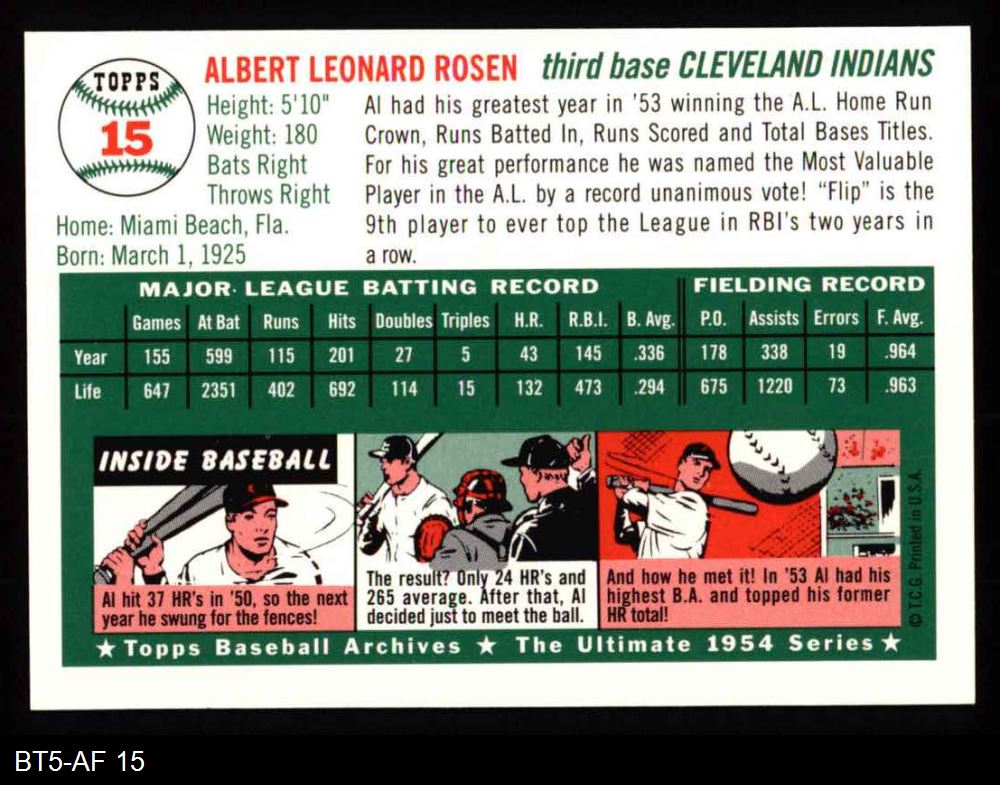 TOPPS
15
ALBERT LEONARD ROSEN third base CLEVELAND INDIANS
Height: 5'10"
Weight: 180
Bats Right
Throws Right
Home: Miami Beach, Fla.
Born: March 1, 1925
Al had his greatest year in '53 winning the A.L. Home Run
Crown, Runs Batted In, Runs Scored and Total Bases Titles.
For his great performance he was named the Most Valuable
Player in the A.L. by a record unanimous vote! “Flip” is the
9th player to ever top the League in RBI's two years in
a row.
MAJOR LEAGUE BATTING RECORD FIELDING RECORD
Games At Bat Runs Hits Doubles Triples H.R. R.B.I. B. Avg. P.O. Assists Errors F. Avg.
Year 155 599 115 201 27 5 43 145 .336 178 338 19 .964
Life 647 2351 402 692 114 15 132 473 .294 675 1220 73 .963
INSIDE BASEBALL
Al hit 37 HR's in '50, so the next
year he swung for the fences!
The result? Only 24 HR's and
265 average. After that, Al
decided just to meet the ball.
And how he met it! In '53 Al had his
highest B.A. and topped his former
HR total!
© T.C.G. Printed in U.S.A.
★ Topps Baseball Archives ★ The Ultimate 1954 Series ★
BT5-AF 15